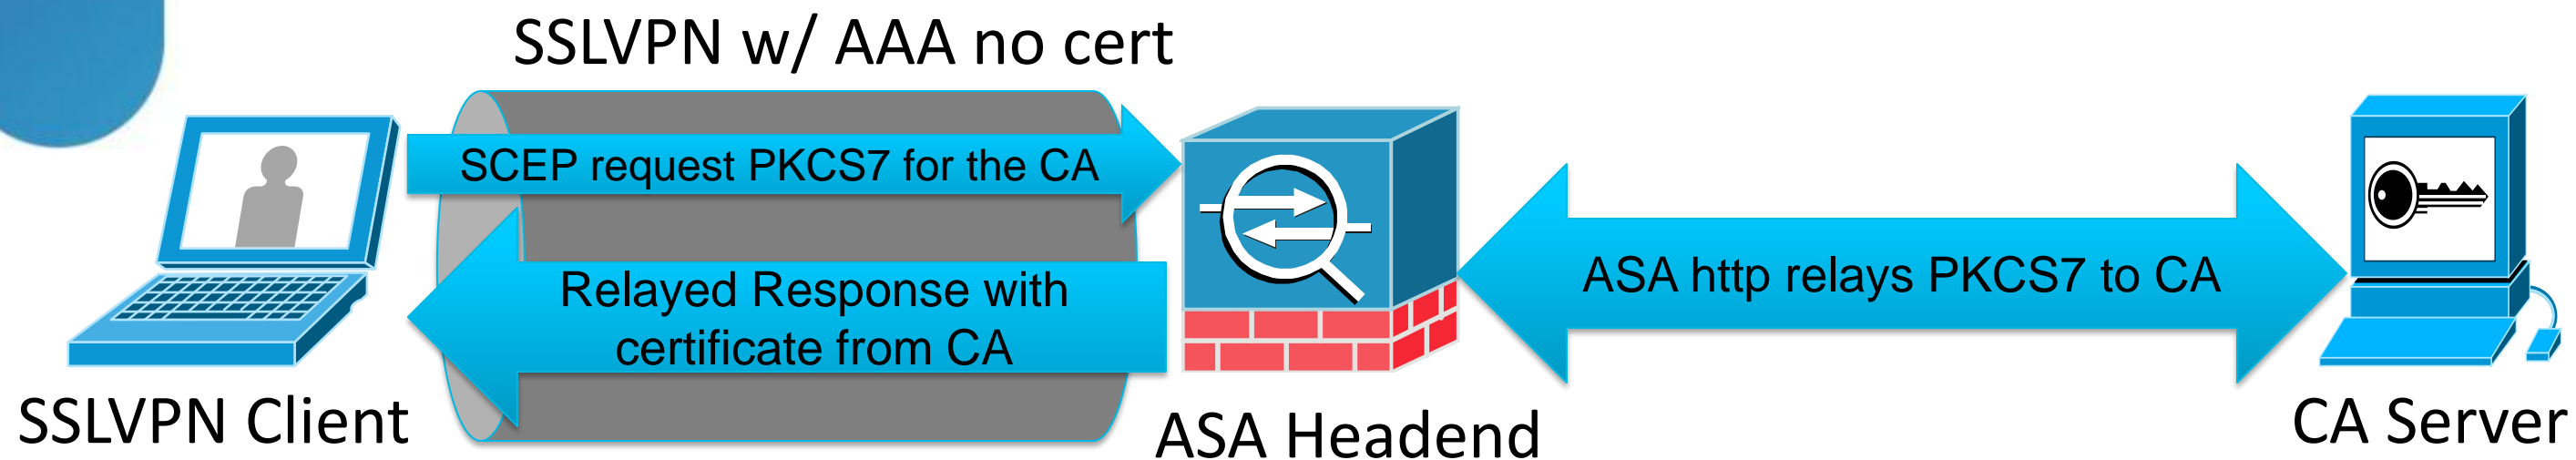 SSLVPN w/ AAA no cert
SCEP request PKCS7 for the CA
Relayed Response with
certificate from CA
ASA http relays PKCS7 to CA
SSLVPN Client
ASA Headend
CA Server